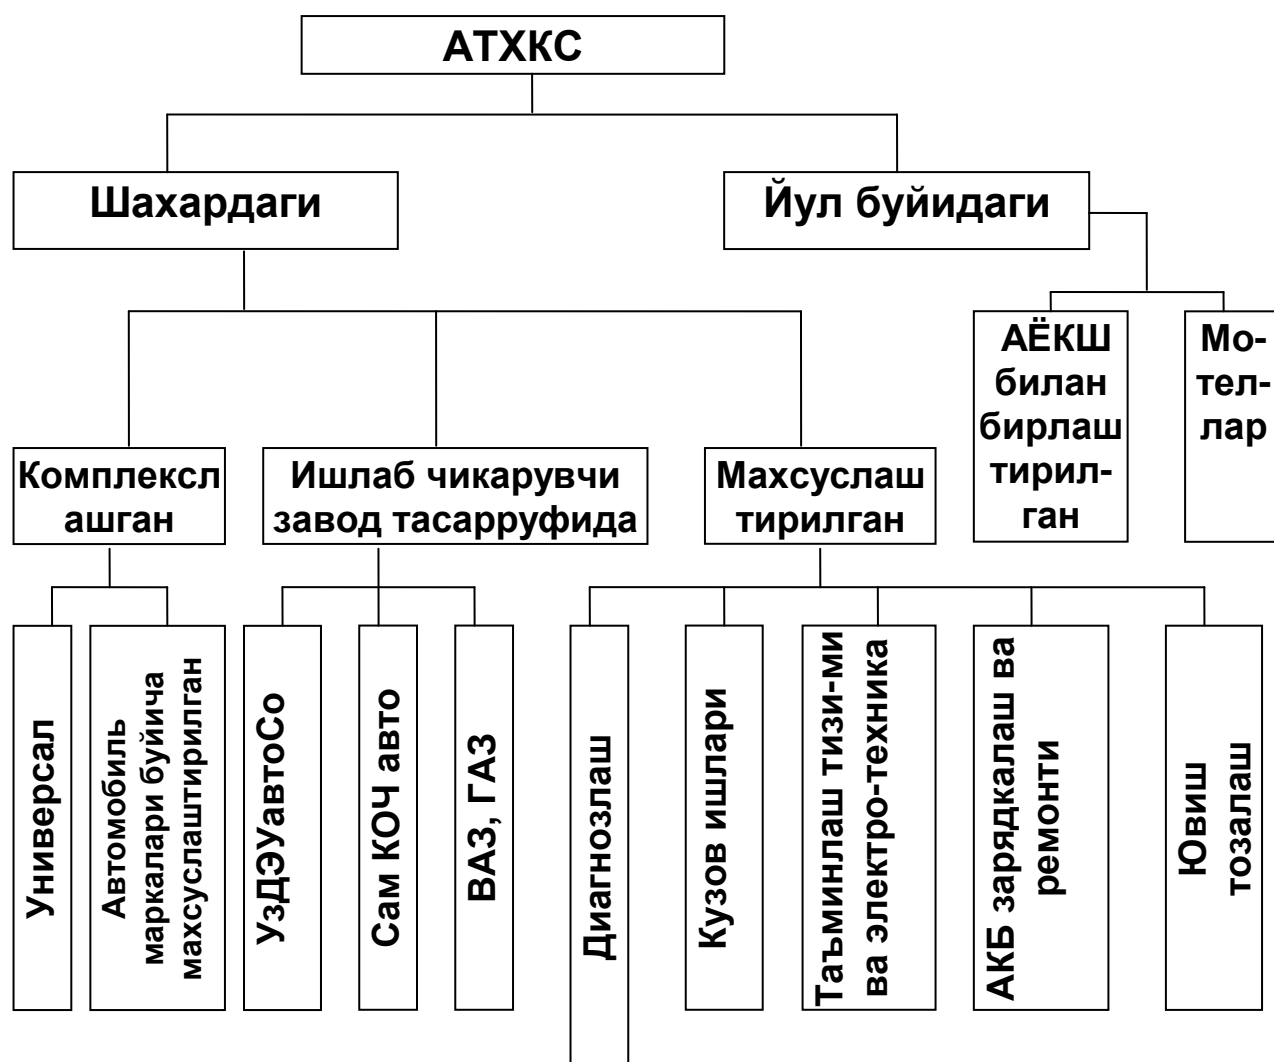 АТХКС
Шахардаги
Йул буйидаги
АЁКШ
билан
бирлаш
тирил-
ган
Мо-
тел-
лар
Комплексл
ашган
Ишлаб чикарувчи
завод тасарруфида
Махсуслаш
тирилган
Универсал
Автомобиль
маркалари буйича
махсуслаштирилган
УзДЭУавтоСо
Сам КОЧ авто
ВАЗ, ГАЗ
Диагнозлаш
Кузов ишлари
Таъминлаш тизи-ми
ва электро-техника
АКБ зарядкалаш ва
ремонти
Ювиш
тозалаш